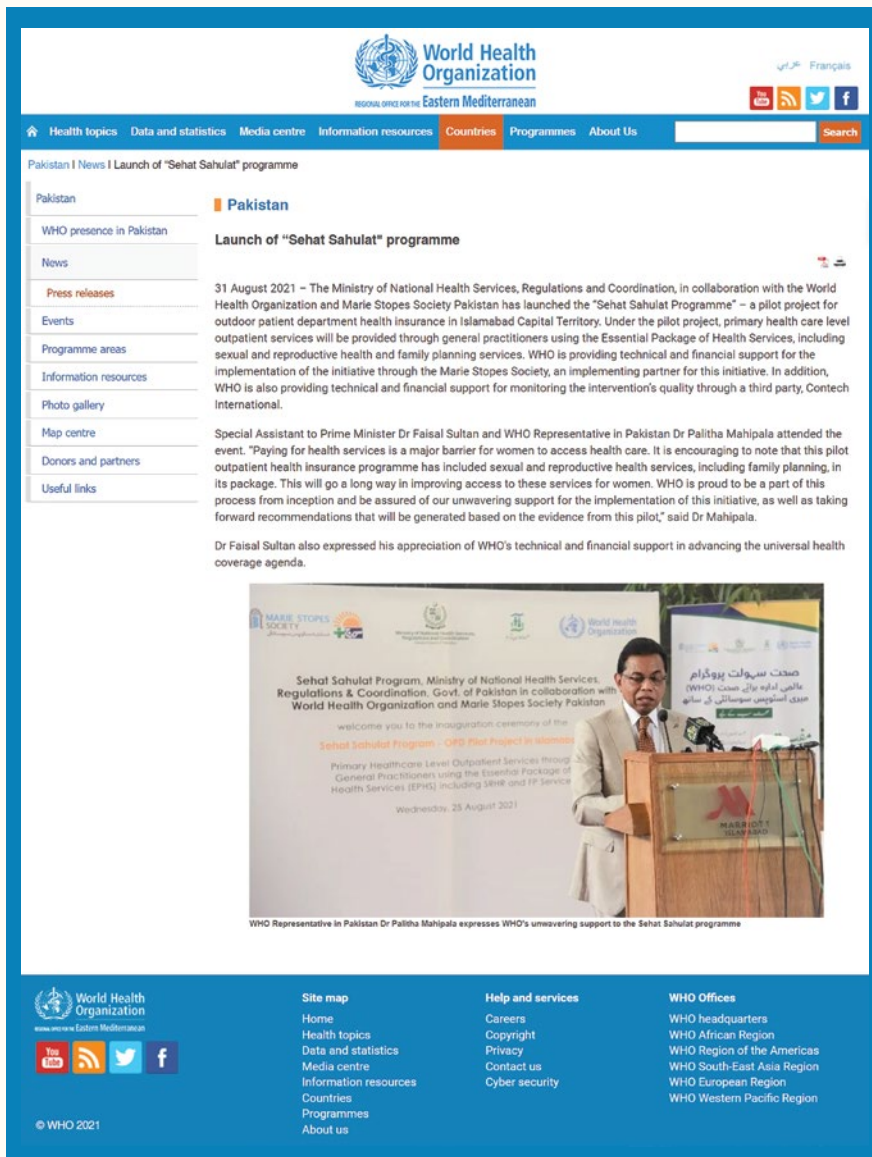 World Health
Organization
REGIONAL OFFICE FOR THE Eastern Mediterranean
عربي Français
You
Tube
f
Health topics Data and statistics Media centre Information resources Countries Programmes About Us Search
Pakistan I News I Launch of "Sehat Sahulat" programme
Pakistan
WHO presence in Pakistan
News
Press releases
Events
Programme areas
Information resources
Photo gallery
Map centre
Donors and partners
Useful links
Pakistan
Launch of “Sehat Sahulat" programme
31 August 2021 – The Ministry of National Health Services, Regulations and Coordination, in collaboration with the World
Health Organization and Marie Stopes Society Pakistan has launched the “Sehat Sahulat Programme” – a pilot project for
outdoor patient department health insurance in Islamabad Capital Territory. Under the pilot project, primary health care level
outpatient services will be provided through general practitioners using the Essential Package of Health Services, including
sexual and reproductive health and family planning services. WHO is providing technical and financial support for the
implementation of the initiative through the Marie Stopes Society, an implementing partner for this initiative. In addition,
WHO is also providing technical and financial support for monitoring the intervention's quality through a third party, Contech
International.
Special Assistant to Prime Minister Dr Faisal Sultan and WHO Representative in Pakistan Dr Palitha Mahipala attended the
event. “Paying for health services is a major barrier for women to access health care. It is encouraging to note that this pilot
outpatient health insurance programme has included sexual and reproductive health services, including family planning, in
its package. This will go a long way in improving access to these services for women. WHO is proud to be a part of this
process from inception and be assured of our unwavering support for the implementation of this initiative, as well as taking
forward recommendations that will be generated based on the evidence from this pilot,” said Dr Mahipala.
Dr Faisal Sultan also expressed his appreciation of WHO's technical and financial support in advancing the universal health
coverage agenda.
MARIE STOPES
SOCIETY
Ministry of National Health Services,
Regulations and Coordination
World Health
Organization
Sehat Sahulat Program, Ministry of National Health Services,
Regulations & Coordination, Govt. of Pakistan in collaboration with
World Health Organization and Marie Stopes Society Pakistan
welcome you to the inauguration ceremony of the
Sehat Sahulat Program - OPD Pilot Project in
Primary Healthcare Level Outpatient Services
General Practitioners using the Essential Package of
Health Services (EPHS) including SRHR and FP
Wednesday, 25 August 2021
صحت سہولت پروگرام
عالمی ادارہ برائے صحت (WHO)
میری اسٹوپس سوسائٹی کے ساتھ
MARRIOTT
ISLAMABAD
WHO Representative in Pakistan Dr Palitha Mahipala expresses WHO's unwavering support to the Sehat Sahulat programme
World Health
Organization
REGIONAL OFFICE FOR THE Eastern Mediterranean
You
Tube
f
© WHO 2021
Site map
Home
Health topics
Data and statistics
Media centre
Information resources
Countries
Programmes
About us
Help and services
Careers
Copyright
Privacy
Contact us
Cyber security
WHO Offices
WHO headquarters
WHO African Region
WHO Region of the Americas
WHO South-East Asia Region
WHO European Region
WHO Western Pacific Region